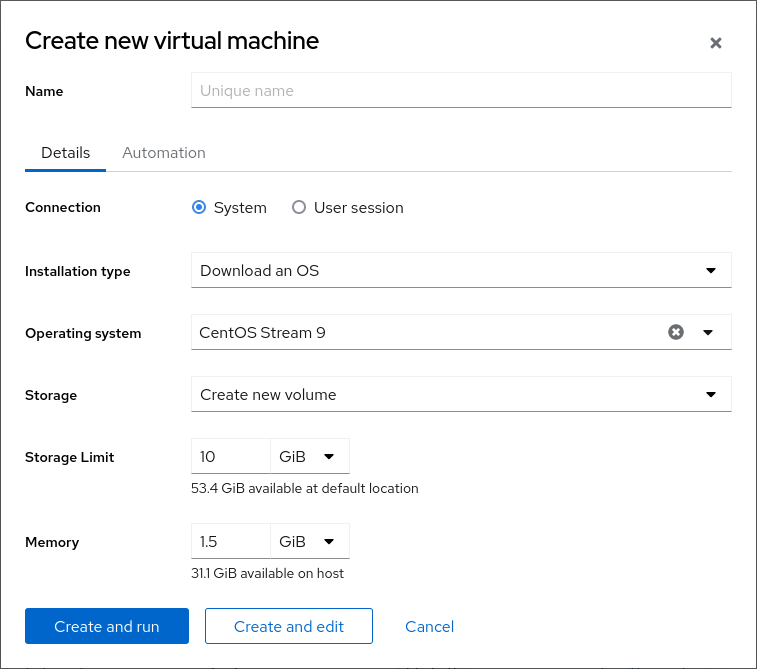 Create new virtual machine
Name
Unique name
Details Automation
Connection System User session
Installation type Download an OS
Operating system CentOS Stream 9
Storage Create new volume
Storage Limit 10 GiB
53.4 GiB available at default location
Memory 1.5 GiB
31.1 GiB available on host
Create and run Create and edit Cancel